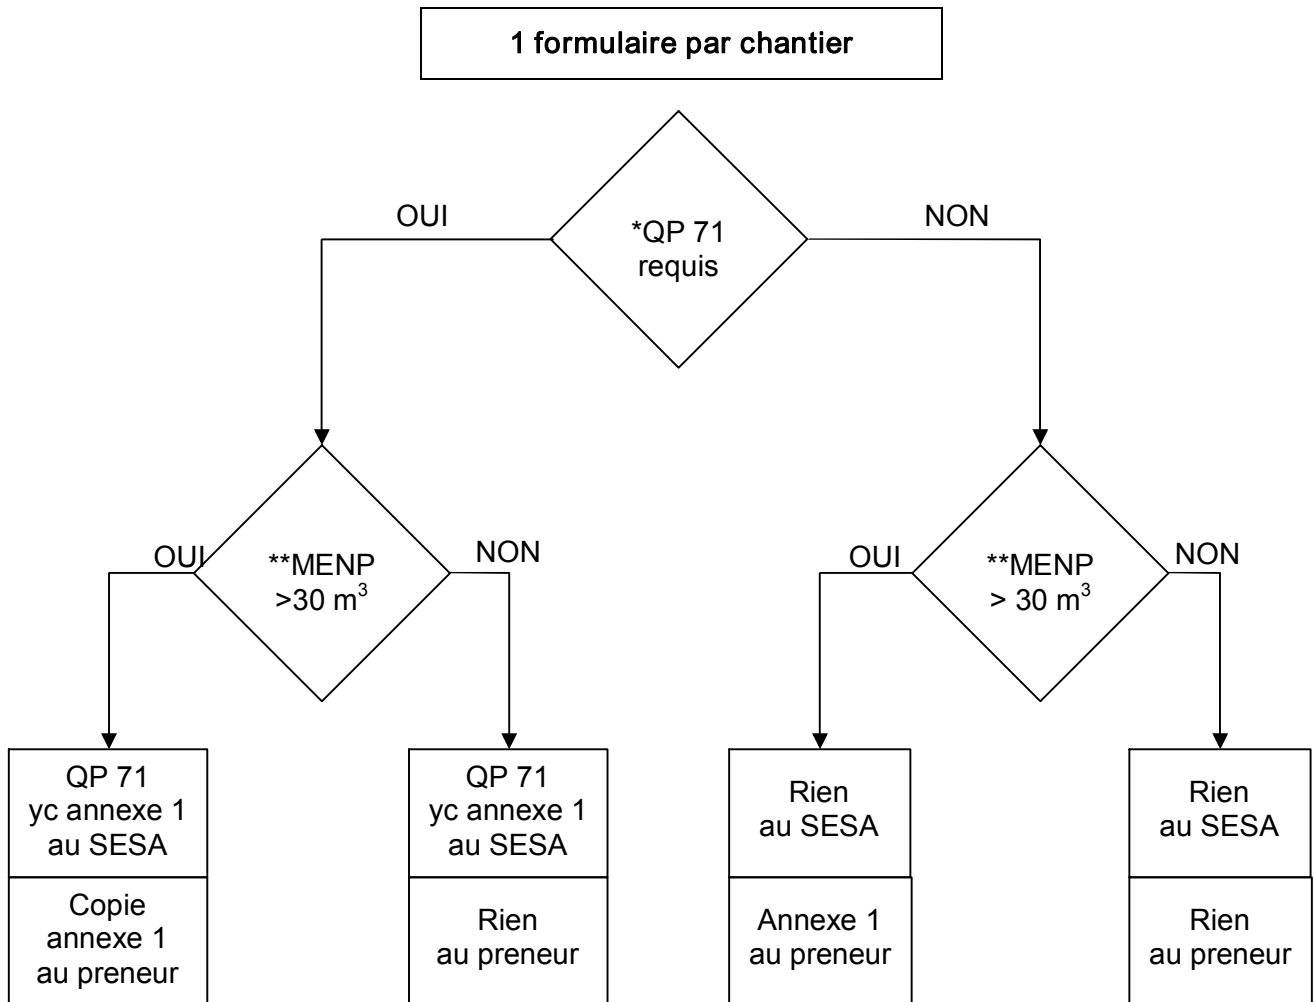 1 formulaire par chantier
OUI
NON
*QP 71
requis
OUI
**MENP
>30 m³
NON
OUI
**MENP
> 30 m³
NON
QP 71
yc annexe 1
au SESA
QP 71
yc annexe 1
au SESA
Rien
au SESA
Rien
au SESA
Copie
annexe 1
au preneur
Rien
au preneur
Annexe 1
au preneur
Rien
au preneur